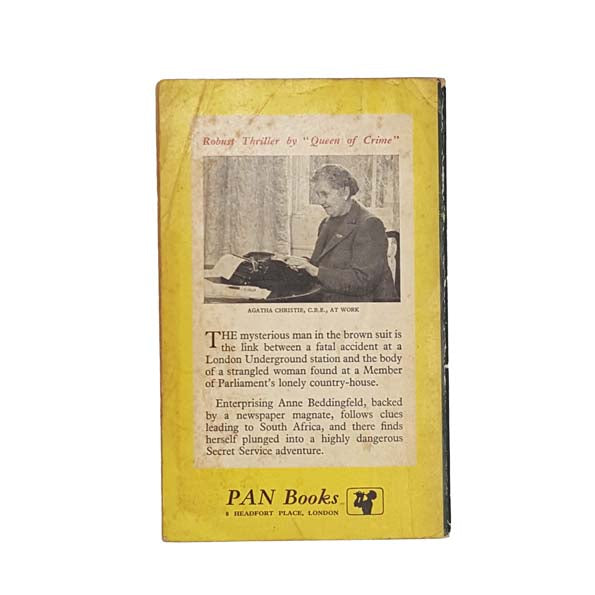 Robust Thriller by "Queen of Crime"
AGATHA CHRISTIE, C.B.E., AT WORK
THE mysterious man in the brown suit is
the link between a fatal accident at a
London Underground station and the body
of a strangled woman found at a Member
of Parliament's lonely country-house.
Enterprising Anne Beddingfeld, backed
by a newspaper magnate, follows clues
leading to South Africa, and there finds
herself plunged into a highly dangerous
Secret Service adventure.
PAN Books
8 HEADFORT PLACE, LONDON